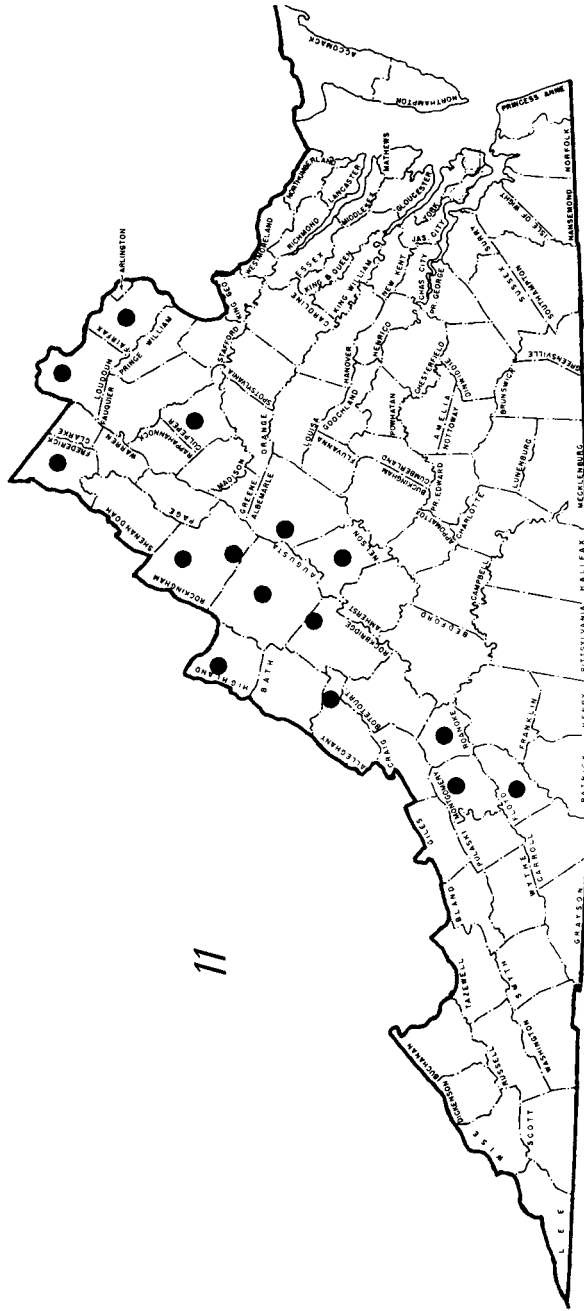 11
ACCOMACK
NORTHAMPTON
ARLINGTON
FAIRFAX
LOUDOUN
PRINCE WILLIAM
FAUQUIER
FREDERICK
CLARKE
WARREN
RAPPAHANNOCK
CULPEPER
SHENANDOAH
PAGE
MADISON
GREENE
ORANGE
ALBEMARLE
STAFFORD
KING GEO.
SPOTSYLVANIA
WESTMORELAND
NORTHUMBERLAND
RICHMOND
LANCASTER
ESSEX
MIDDLESEX
MATHEWS
CAROLINE
KING & QUEEN
KING WILLIAM
GLOUCESTER
LOUISA
HANOVER
NEW KENT
YORK
JAS. CITY
CHAS. CITY
PR. GEORGE
SURRY
ISLE OF WIGHT
PRINCESS ANNE
NORFOLK
NANSEMOND
SOUTHAMPTON
SUSSEX
GREENSVILLE
HENRICO
GOOCHLAND
FLUVANNA
POWHATAN
CHESTERFIELD
DINWIDDIE
AMELIA
NOTTOWAY
CUMBERLAND
BUCKINGHAM
PR. EDWARD
BRUNSWICK
LUNENBURG
MECKLENBURG
CHARLOTTE
APPOMATTOX
HALIFAX
CAMPBELL
PITTSYLVANIA
ROCKINGHAM
AUGUSTA
NELSON
HIGHLAND
BATH
ROCKBRIDGE
AMHERST
BEDFORD
ALLEGHANY
BOTETOURT
CRAIG
ROANOKE
FRANKLIN
HENRY
PATRICK
MONTGOMERY
FLOYD
GILES
PULASKI
BLAND
WYTHE
CARROLL
GRAYSON
TAZEWELL
SMYTH
BUCHANAN
DICKENSON
RUSSELL
WASHINGTON
WISE
SCOTT
LEE